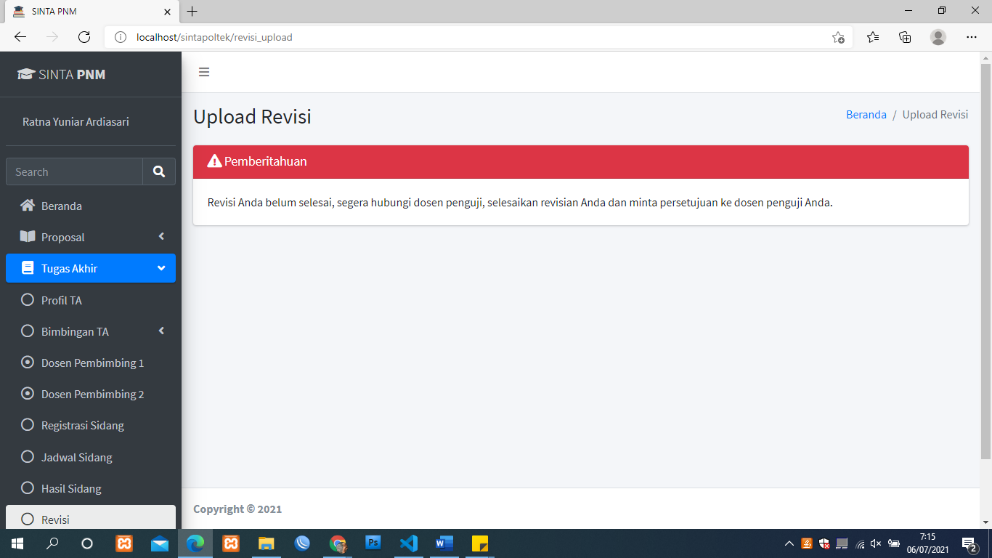 SINTA PNM
localhost/sintapoltek/revisi_upload
SINTA PNM
Ratna Yuniar Ardiasari
Search
Beranda
Proposal
Tugas Akhir
Profil TA
Bimbingan TA
Dosen Pembimbing 1
Dosen Pembimbing 2
Registrasi Sidang
Jadwal Sidang
Hasil Sidang
Revisi
Upload Revisi
Beranda / Upload Revisi
Pemberitahuan
Revisi Anda belum selesai, segera hubungi dosen penguji, selesaikan revisian Anda dan minta persetujuan ke dosen penguji Anda.
Copyright © 2021
7:15
06/07/2021
2